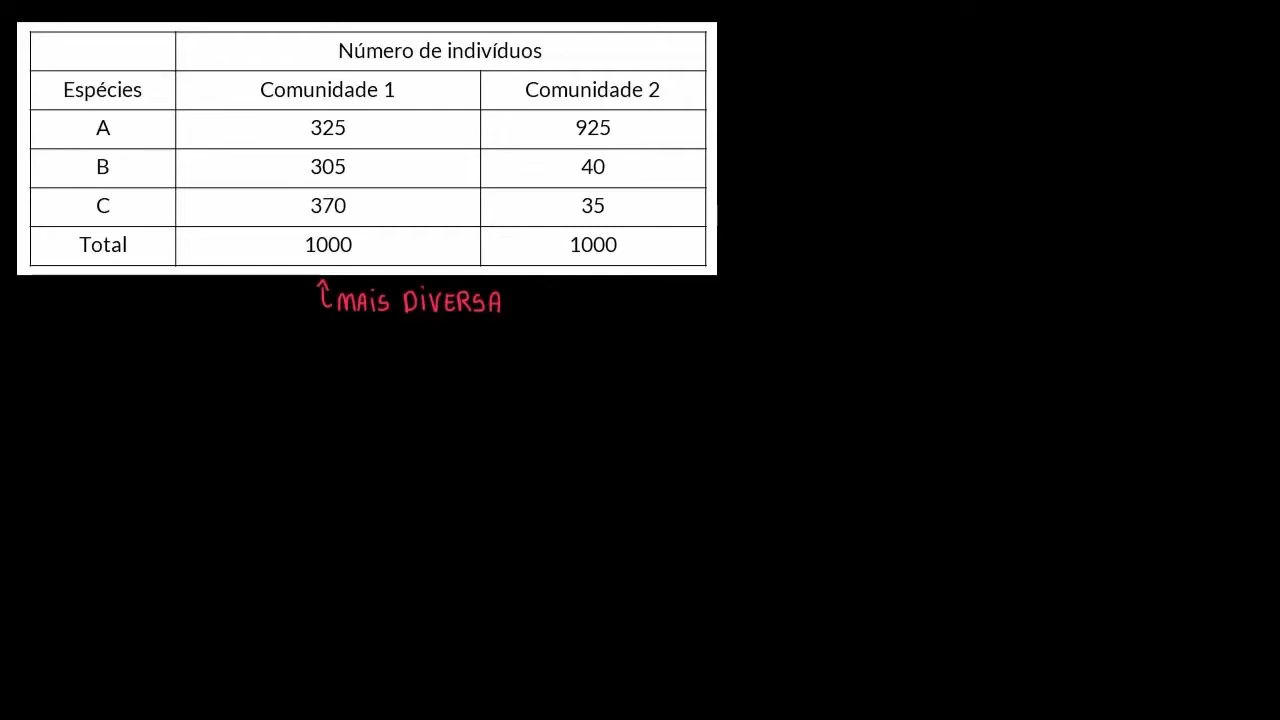 Número de indivíduos
Espécies Comunidade 1 Comunidade 2
A 325 925
B 305 40
C 370 35
Total 1000 1000
MAIS DIVERSA